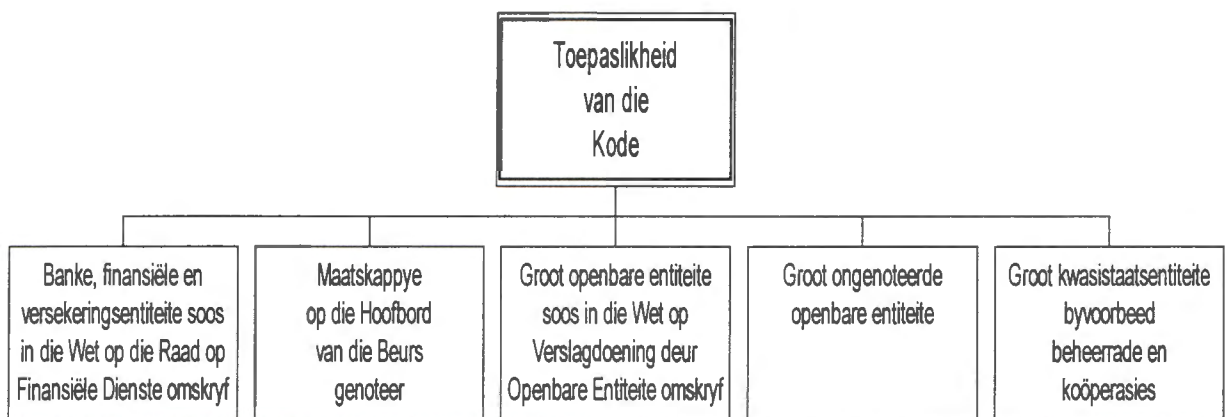 Toepaslikheid
van die
Kode
Banke, finansiële en
versekeringsentiteite soos
in die Wet op die Raad op
Finansiële Dienste omskryf
Maatskappye
op die Hoofbord
van die Beurs
genoteer
Groot openbare entiteite
soos in die Wet op
Verslagdoening deur
Openbare Entiteite omskryf
Groot ongenoteerde
openbare entiteite
Groot kwasistaatsentiteite
byvoorbeed
beheerrade en
koöperasies